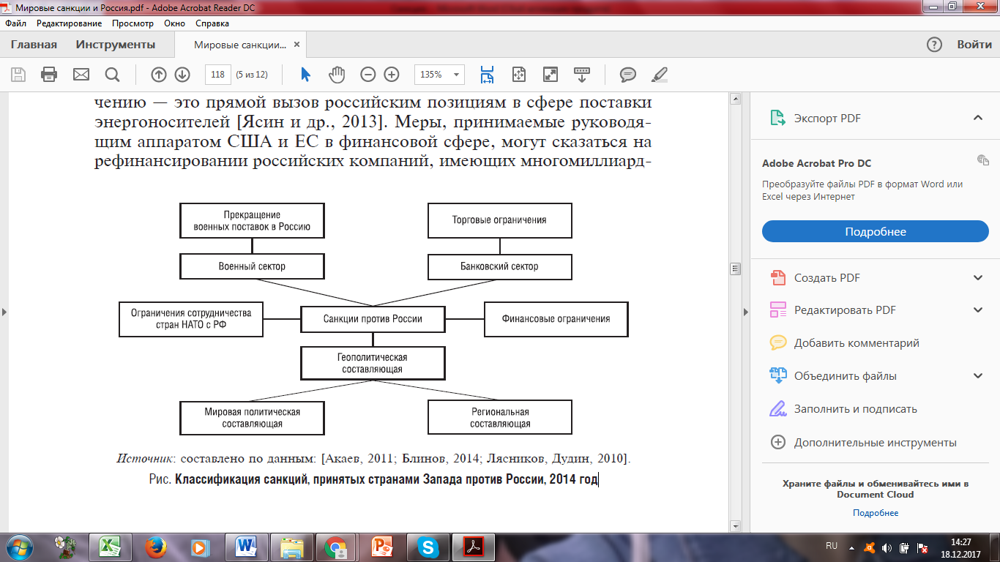 Мировые санкции и Россия.pdf - Adobe Acrobat Reader DC
Файл Редактирование Просмотр Окно Справка
Главная Инструменты Мировые санкции... × ? Войти
118 (5 из 12) 135%
чению — это прямой вызов российским позициям в сфере поставки
энергоносителей [Ясин и др., 2013]. Меры, принимаемые руководя-
щим аппаратом США и ЕС в финансовой сфере, могут сказаться на
рефинансировании российских компаний, имеющих многомиллиард-
Прекращение
военных поставок в Россию
Торговые ограничения
Военный сектор
Банковский сектор
Ограничения сотрудничества
стран НАТО с РФ
Санкции против России
Финансовые ограничения
Геополитическая
составляющая
Мировая политическая
составляющая
Региональная
составляющая
Источник: составлено по данным: [Акаев, 2011; Блинов, 2014; Лясников, Дудин, 2010].
Рис. Классификация санкций, принятых странами Запада против России, 2014 год
Экспорт PDF
Adobe Acrobat Pro DC
Преобразуйте файлы PDF в формат Word или
Excel через Интернет
Подробнее
Создать PDF
Редактировать PDF
Добавить комментарий
Объединить файлы
Заполнить и подписать
Дополнительные инструменты
Храните файлы и обменивайтесь ими в
Document Cloud
Подробнее
RU
14:27
18.12.2017